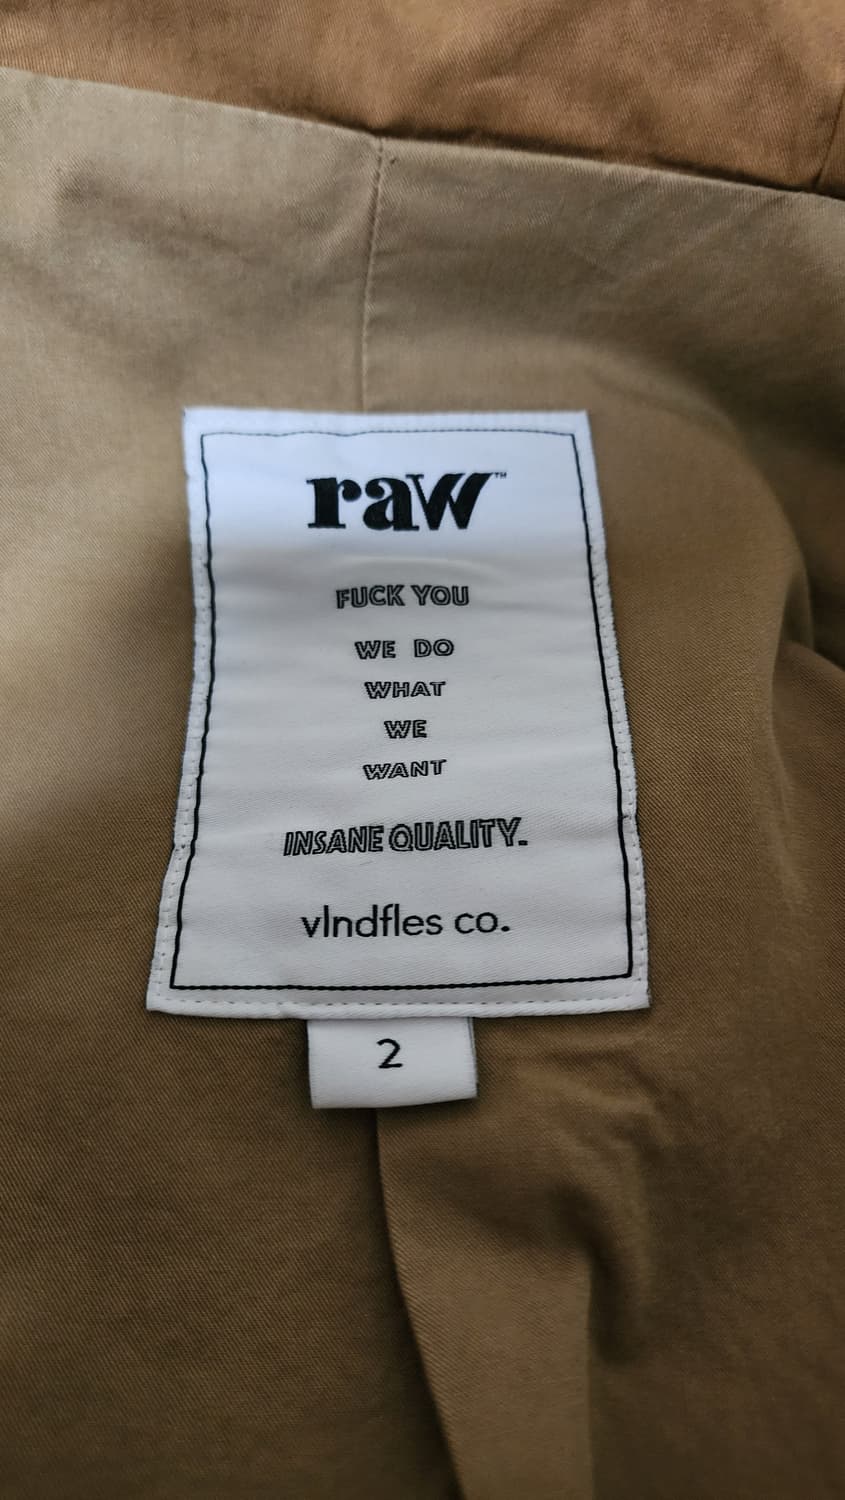 raw™
FUCK YOU
WE DO
WHAT
WE
WANT
INSANE QUALITY.
vlndfles co.
2